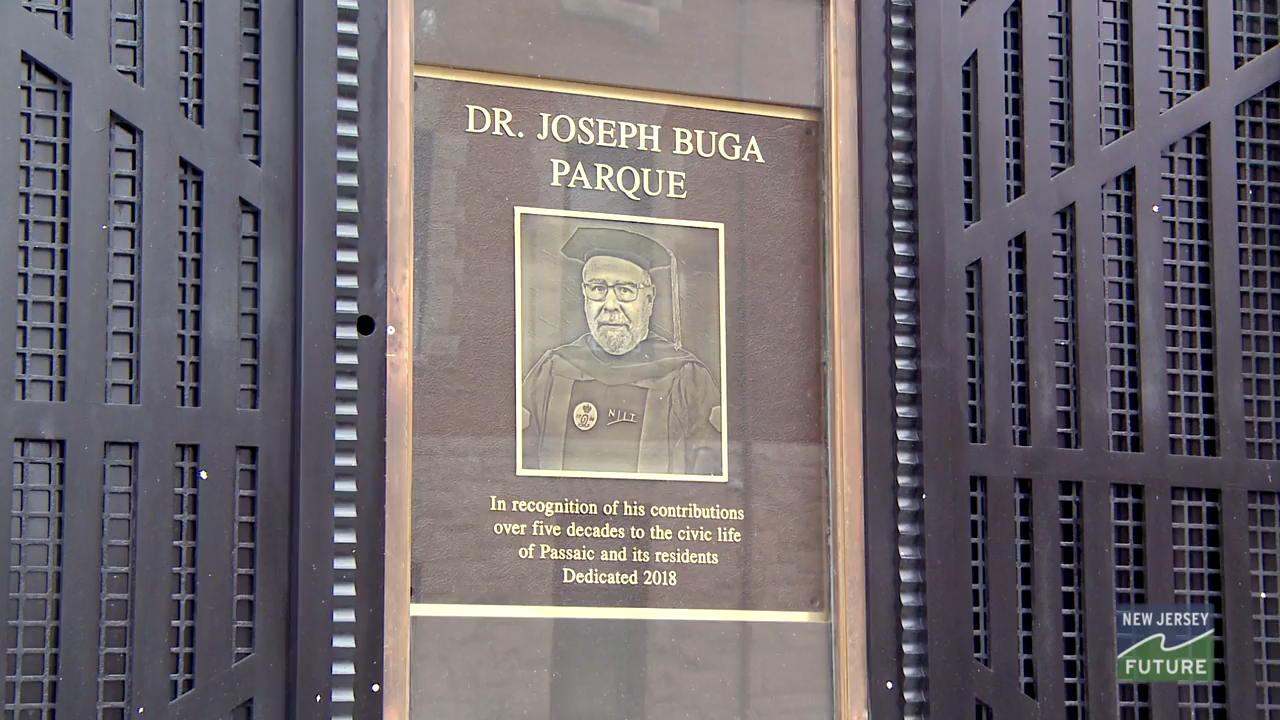 DR. JOSEPH BUGA
PARQUE
NJIT
In recognition of his contributions
over five decades to the civic life
of Passaic and its residents
Dedicated 2018
NEW JERSEY
FUTURE